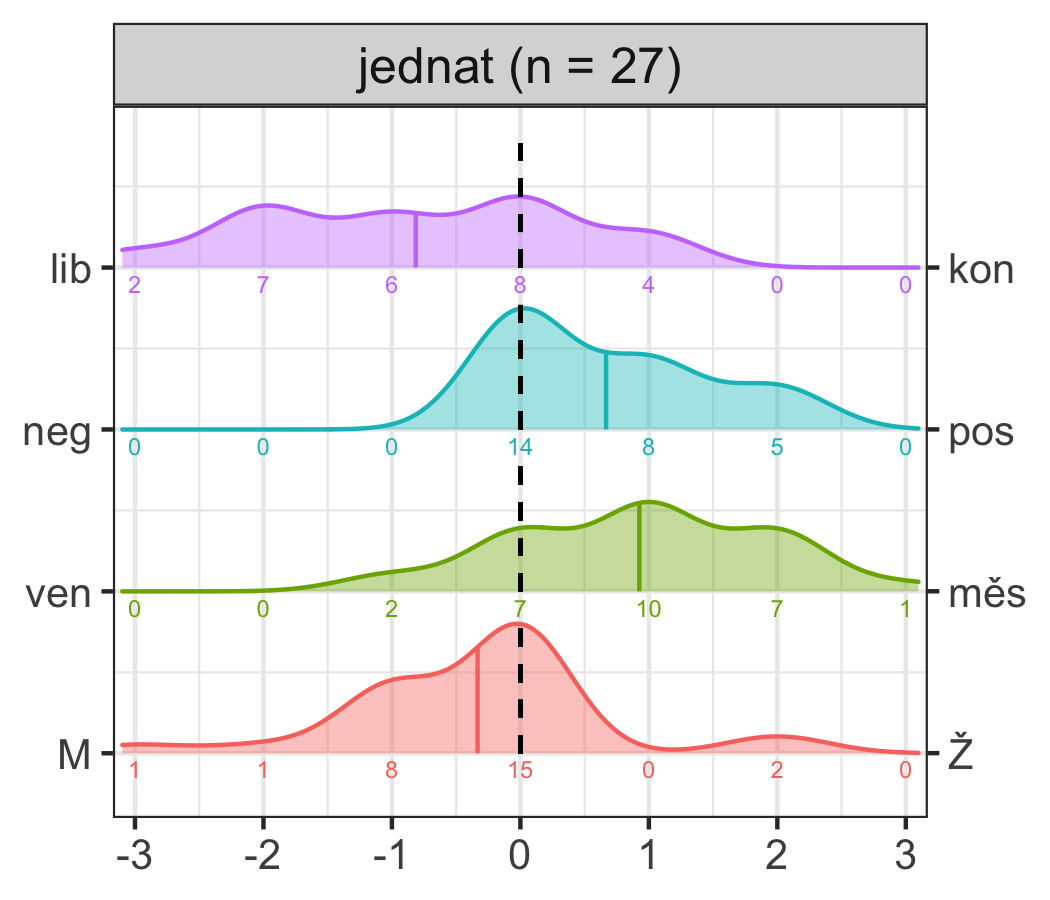 jednat (n = 27)
lib kon
2 7 6 8 4 0 0
neg pos
0 0 0 14 8 5 0
ven měs
0 0 2 7 10 7 1
M Ž
1 1 8 15 0 2 0
-3 -2 -1 0 1 2 3